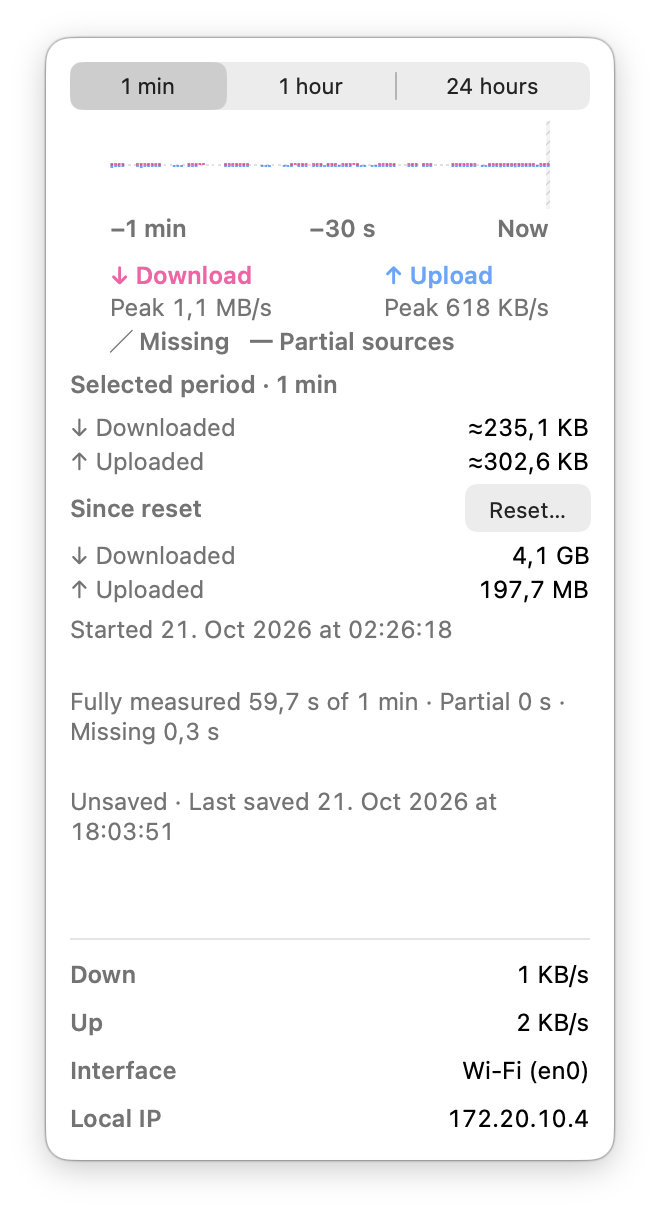 1 min 1 hour 24 hours
–1 min –30 s Now
↓ Download ↑ Upload
Peak 1,1 MB/s Peak 618 KB/s
⟋ Missing — Partial sources
Selected period · 1 min
↓ Downloaded ≈235,1 KB
↑ Uploaded ≈302,6 KB
Since reset Reset…
↓ Downloaded 4,1 GB
↑ Uploaded 197,7 MB
Started 21. Oct 2026 at 02:26:18
Fully measured 59,7 s of 1 min · Partial 0 s ·
Missing 0,3 s
Unsaved · Last saved 21. Oct 2026 at
18:03:51
Down 1 KB/s
Up 2 KB/s
Interface Wi-Fi (en0)
Local IP 172.20.10.4